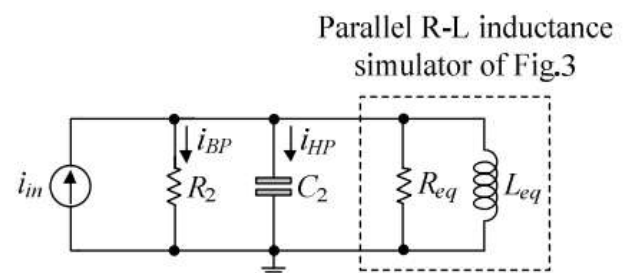 Parallel R-L inductance
simulator of Fig.3
iBP
iHP
iin
R2
C2
Req
Leq